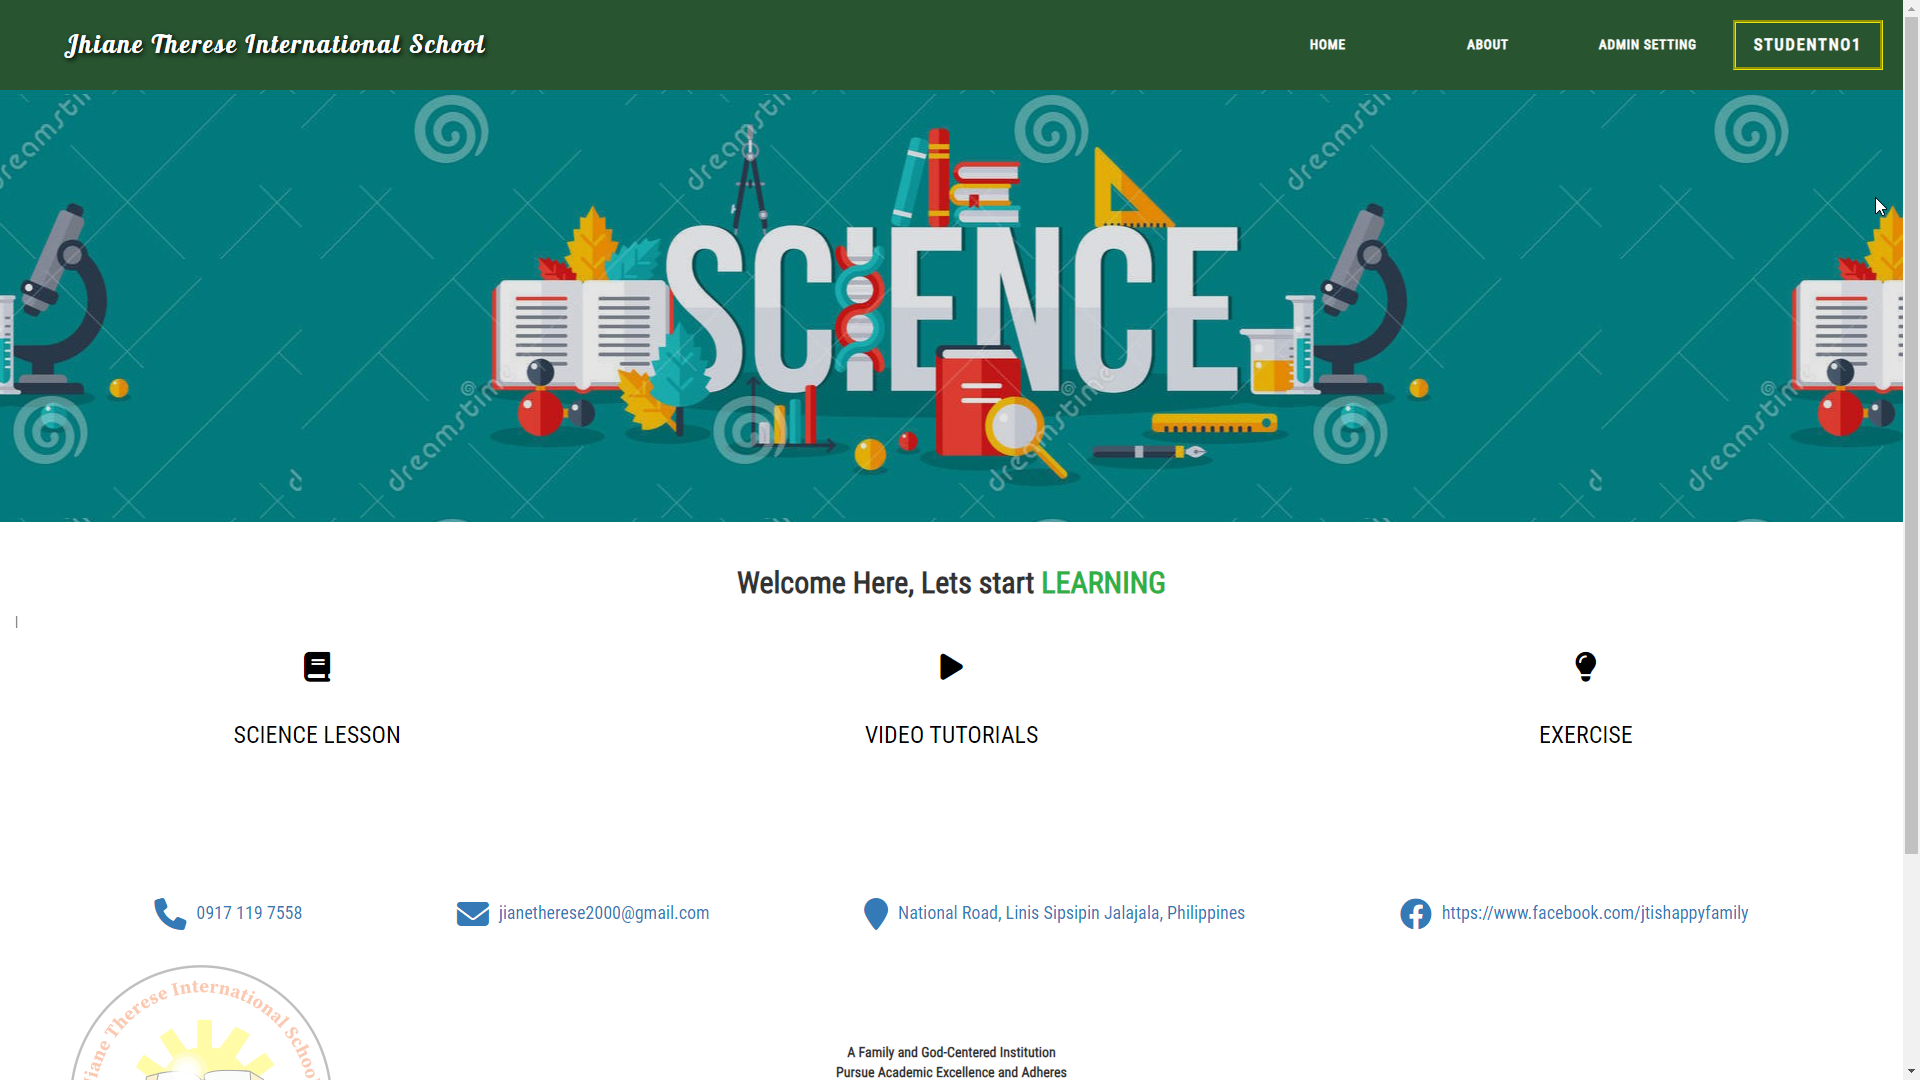 Jhiane Therese International School
HOME
ABOUT
ADMIN SETTING
STUDENTNO1
SCIENCE
dreamstime
Welcome Here, Lets start LEARNING
SCIENCE LESSON
VIDEO TUTORIALS
EXERCISE
0917 119 7558
jianetherese2000@gmail.com
National Road, Linis Sipsipin Jalajala, Philippines
https://www.facebook.com/jtishappyfamily
Jhiane Therese International School
A Family and God-Centered Institution
Pursue Academic Excellence and Adheres